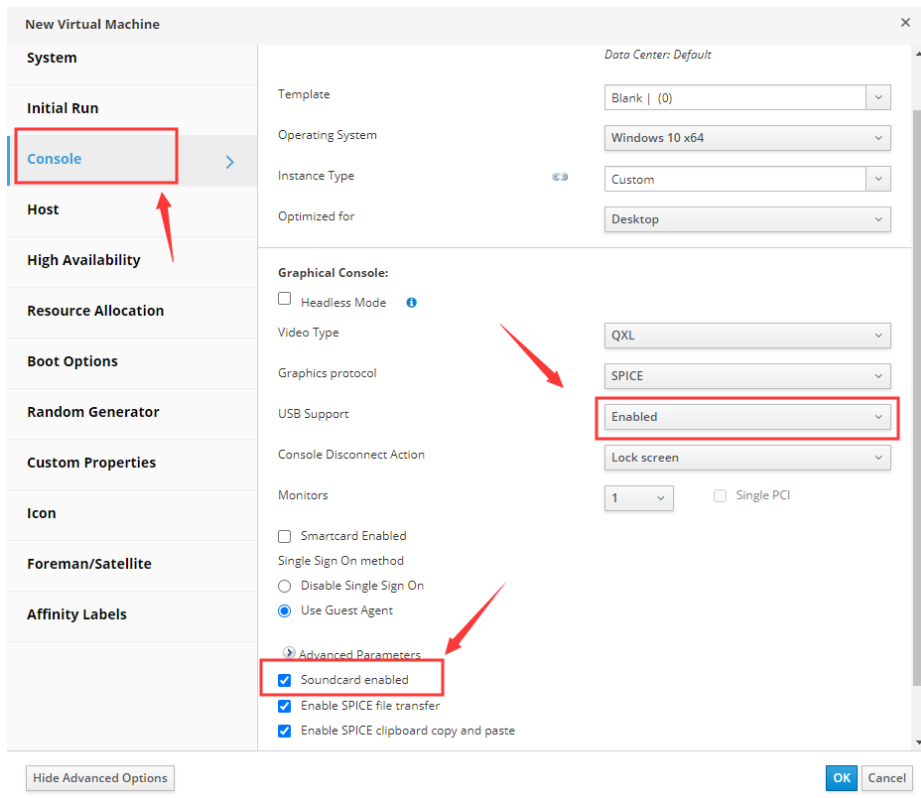 New Virtual Machine
System
Initial Run
Console
Host
High Availability
Resource Allocation
Boot Options
Random Generator
Custom Properties
Icon
Foreman/Satellite
Affinity Labels
Data Center: Default
Template
Blank | (0)
Operating System
Windows 10 x64
Instance Type
Custom
Optimized for
Desktop
Graphical Console:
Headless Mode
Video Type
QXL
Graphics protocol
SPICE
USB Support
Enabled
Console Disconnect Action
Lock screen
Monitors
1
Single PCI
Smartcard Enabled
Single Sign On method
Disable Single Sign On
Use Guest Agent
Advanced Parameters
Soundcard enabled
Enable SPICE file transfer
Enable SPICE clipboard copy and paste
Hide Advanced Options
OK
Cancel